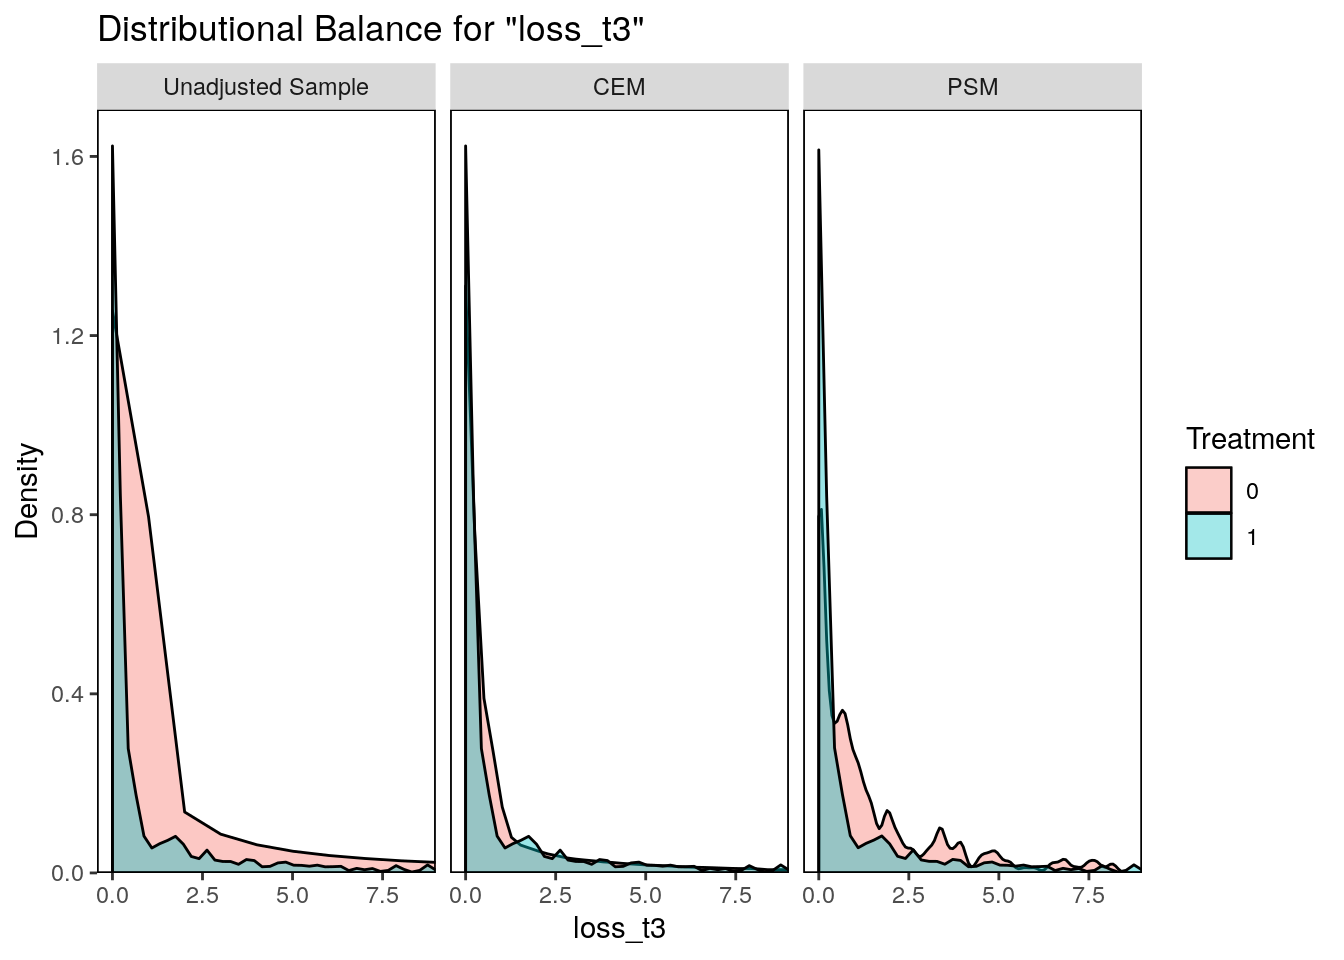 Distributional Balance for "loss_t3"
Unadjusted Sample
CEM
PSM
Density
1.6
1.2
0.8
0.4
0.0
0.0 2.5 5.0 7.5
0.0 2.5 5.0 7.5
0.0 2.5 5.0 7.5
loss_t3
Treatment
0
1